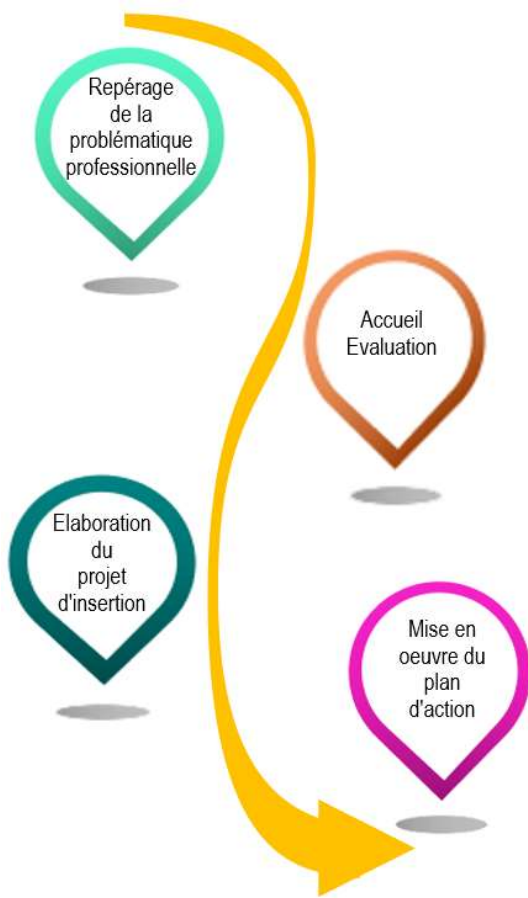 Repérage
de la
problématique
professionnelle
Accueil
Evaluation
Elaboration
du
projet
d'insertion
Mise en
oeuvre du
plan
d'action